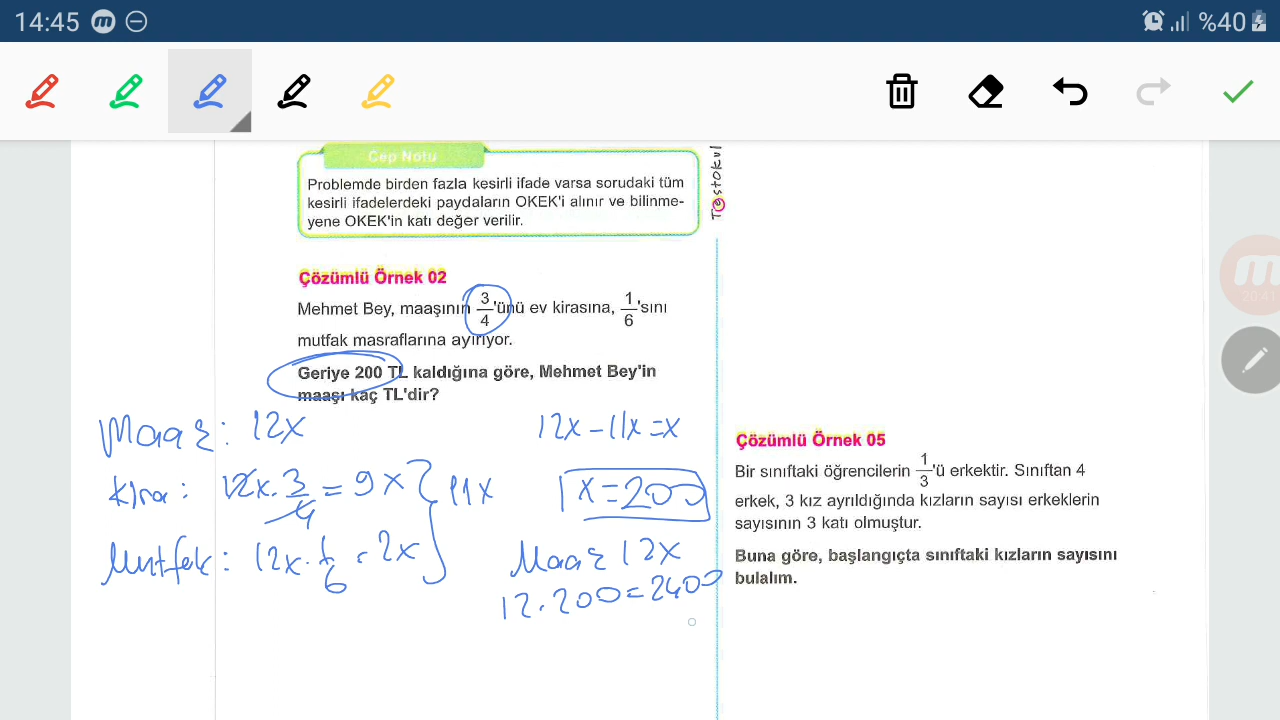 14:45 m %40
Cep Notu
Problemde birden fazla kesirli ifade varsa sorudaki tüm
kesirli ifadelerdeki paydaların OKEK'i alınır ve bilinme-
yene OKEK'in katı değer verilir.
Testokul
Çözümlü Örnek 02
Mehmet Bey, maaşının 3/4'ünü ev kirasına, 1/6'sını
mutfak masraflarına ayırıyor.
Geriye 200 TL kaldığına göre, Mehmet Bey'in
maaşı kaç TL'dir?
Maaş: 12x
Kira: 12x · 3/4 = 9x } 11x
Mutfak: 12x · 1/6 = 2x
12x – 11x = x
x = 200
Maaş 12x
12 · 200 = 2400
Çözümlü Örnek 05
Bir sınıftaki öğrencilerin 1/3'ü erkektir. Sınıftan 4
erkek, 3 kız ayrıldığında kızların sayısı erkeklerin
sayısının 3 katı olmuştur.
Buna göre, başlangıçta sınıftaki kızların sayısını
bulalım.
m
20:41